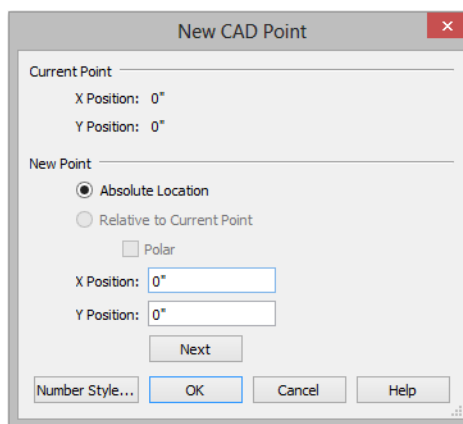 New CAD Point
Current Point
X Position: 0"
Y Position: 0"
New Point
Absolute Location
Relative to Current Point
Polar
X Position: 0"
Y Position: 0"
Next
Number Style... OK Cancel Help